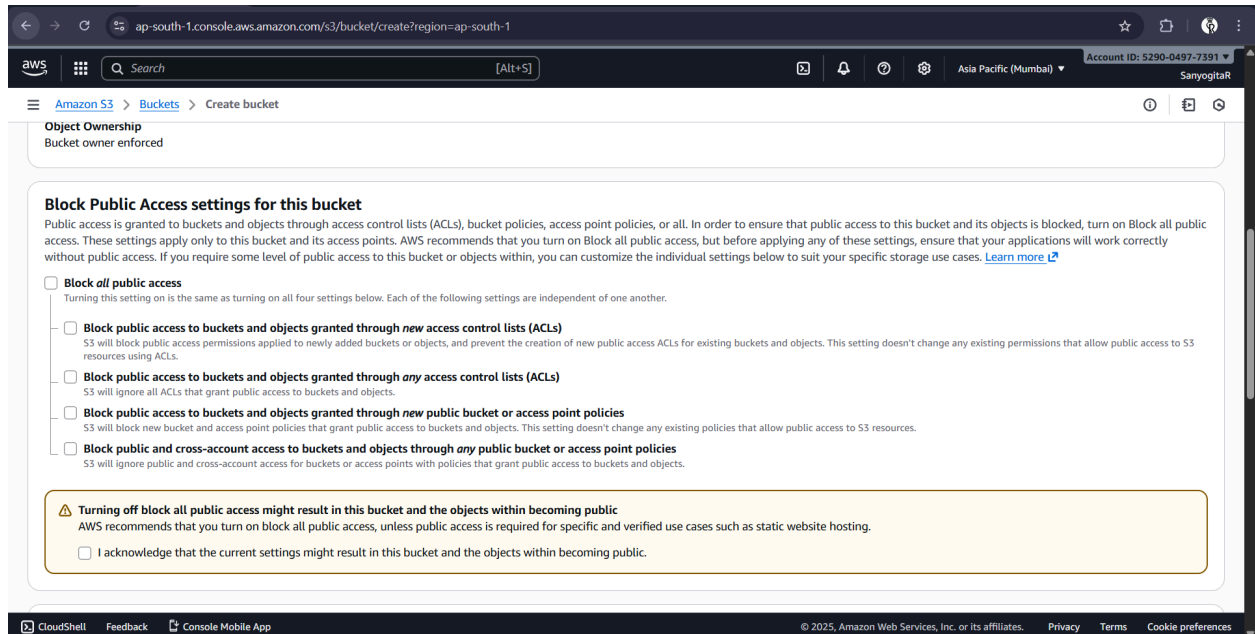 ap-south-1.console.aws.amazon.com/s3/bucket/create?region=ap-south-1
aws
Search
[Alt+S]
Asia Pacific (Mumbai) ▼
Account ID: 5290-0497-7391 ▼
SanyogitaR
Amazon S3 > Buckets > Create bucket
Object Ownership
Bucket owner enforced
Block Public Access settings for this bucket
Public access is granted to buckets and objects through access control lists (ACLs), bucket policies, access point policies, or all. In order to ensure that public access to this bucket and its objects is blocked, turn on Block all public
access. These settings apply only to this bucket and its access points. AWS recommends that you turn on Block all public access, but before applying any of these settings, ensure that your applications will work correctly
without public access. If you require some level of public access to this bucket or objects within, you can customize the individual settings below to suit your specific storage use cases. Learn more
Block all public access
Turning this setting on is the same as turning on all four settings below. Each of the following settings are independent of one another.
Block public access to buckets and objects granted through new access control lists (ACLs)
S3 will block public access permissions applied to newly added buckets or objects, and prevent the creation of new public access ACLs for existing buckets and objects. This setting doesn't change any existing permissions that allow public access to S3
resources using ACLs.
Block public access to buckets and objects granted through any access control lists (ACLs)
S3 will ignore all ACLs that grant public access to buckets and objects.
Block public access to buckets and objects granted through new public bucket or access point policies
S3 will block new bucket and access point policies that grant public access to buckets and objects. This setting doesn't change any existing policies that allow public access to S3 resources.
Block public and cross-account access to buckets and objects through any public bucket or access point policies
S3 will ignore public and cross-account access for buckets or access points with policies that grant public access to buckets and objects.
Turning off block all public access might result in this bucket and the objects within becoming public
AWS recommends that you turn on block all public access, unless public access is required for specific and verified use cases such as static website hosting.
I acknowledge that the current settings might result in this bucket and the objects within becoming public.
CloudShell Feedback Console Mobile App © 2025, Amazon Web Services, Inc. or its affiliates. Privacy Terms Cookie preferences